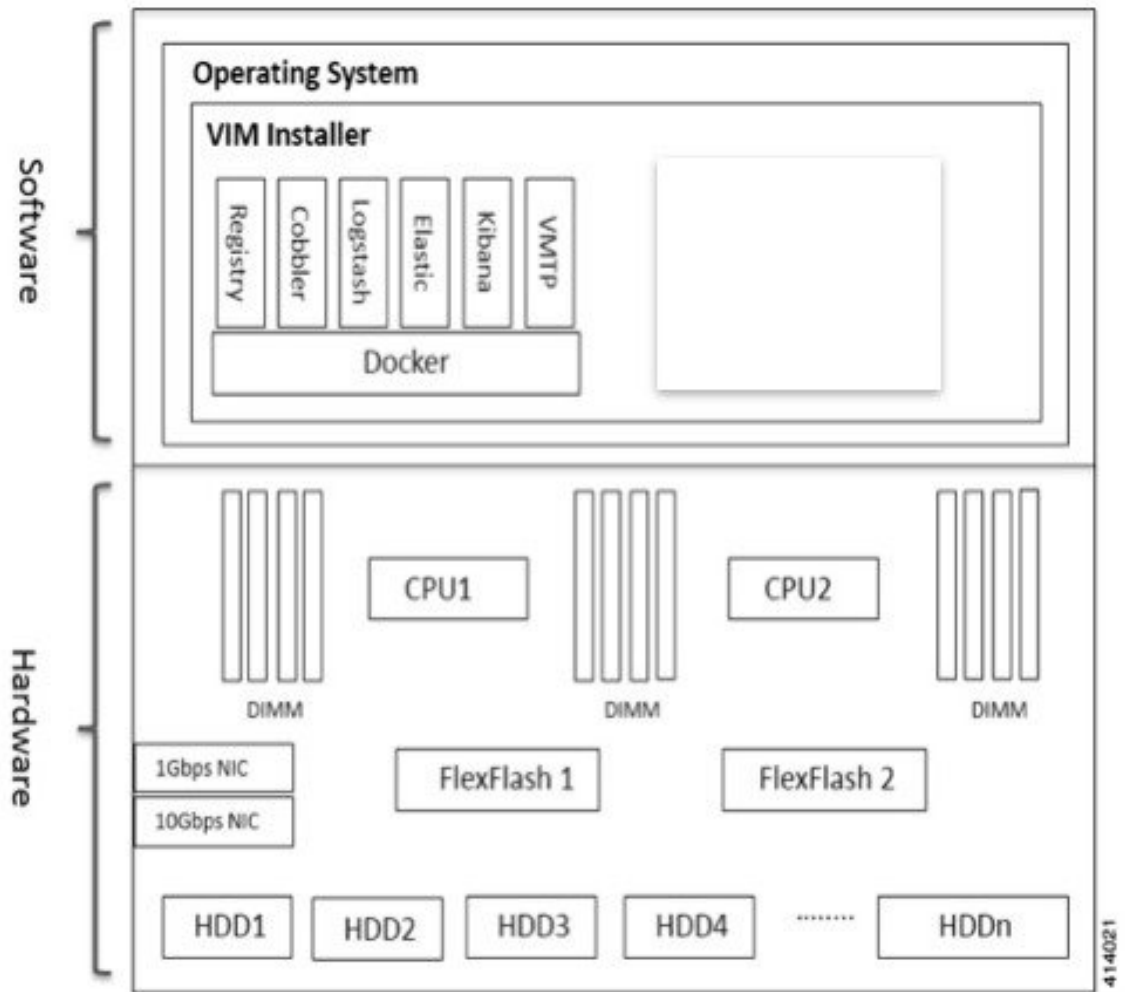 Software
Operating System
VIM Installer
Registry
Cobbler
Logstash
Elastic
Kibana
VMTP
Docker
Hardware
CPU1
CPU2
DIMM
DIMM
DIMM
1Gbps NIC
10Gbps NIC
FlexFlash 1
FlexFlash 2
HDD1
HDD2
HDD3
HDD4
........
HDDn
414021